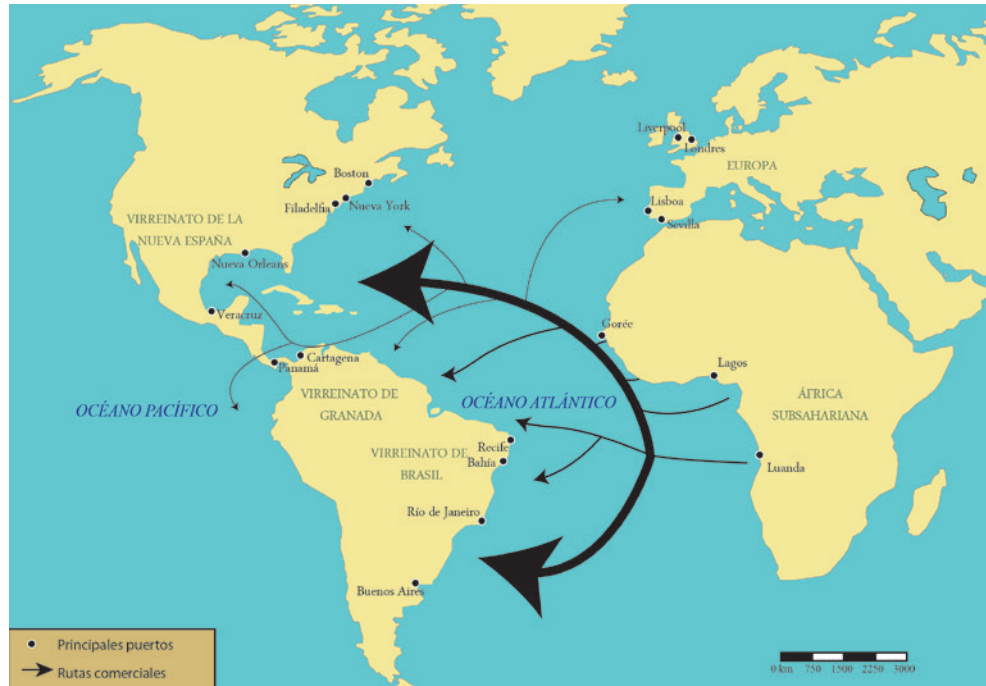 Liverpool
Londres
EUROPA
Boston
Nueva York
Filadelfia
Lisboa
Sevilla
VIRREINATO DE LA
NUEVA ESPAÑA
Nueva Orleans
Veracruz
Gorée
Cartagena
Panamá
Lagos
VIRREINATO DE
GRANADA
OCÉANO PACÍFICO
OCÉANO ATLÁNTICO
ÁFRICA
SUBSAHARIANA
Recife
Bahía
VIRREINATO DE
BRASIL
Luanda
Río de Janeiro
Buenos Aires
Principales puertos
Rutas comerciales
0 km 750 1500 2250 3000